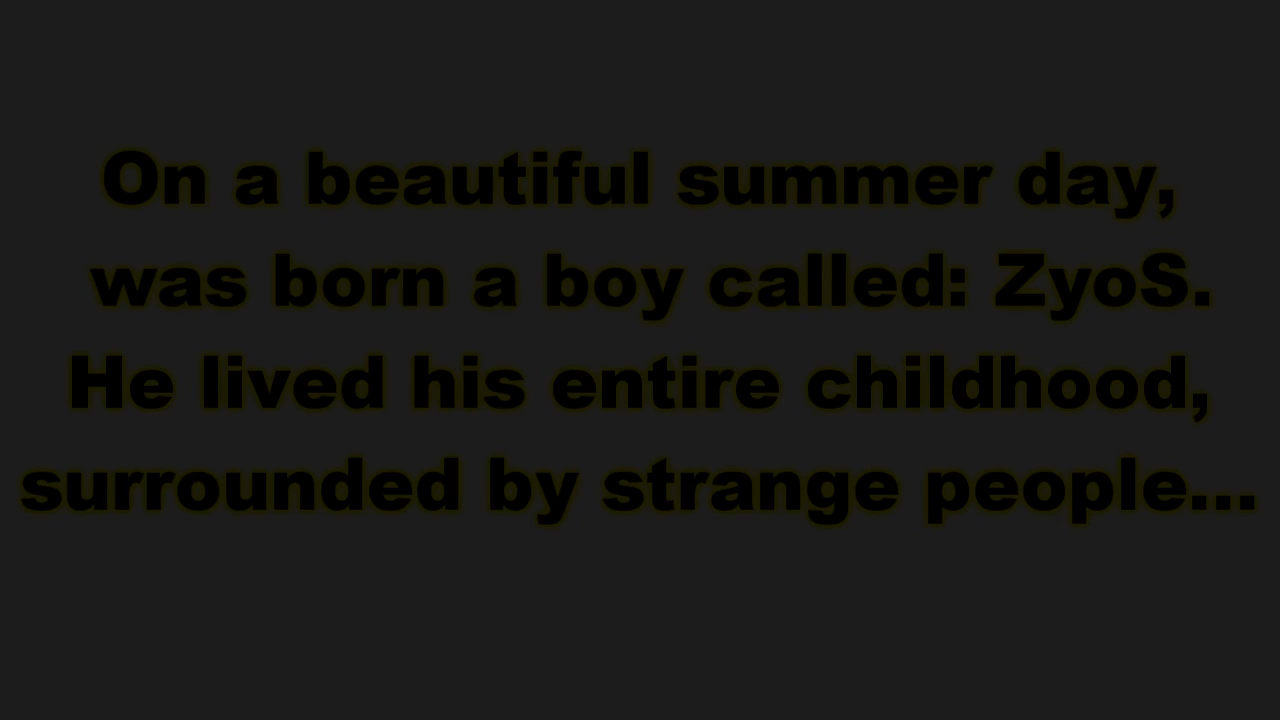 On a beautiful summer day,
was born a boy called: ZyoS.
He lived his entire childhood,
surrounded by strange people...